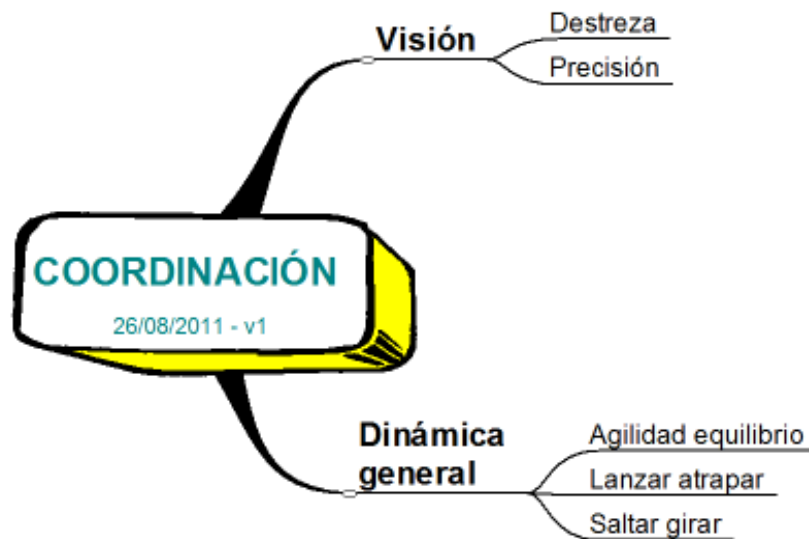 Visión
Destreza
Precisión
COORDINACIÓN
26/08/2011 - v1
Dinámica
general
Agilidad equilibrio
Lanzar atrapar
Saltar girar